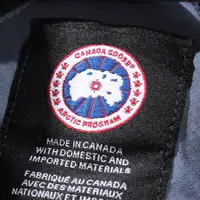 CANADA GOOSE
ARCTIC PROGRAM
MADE IN CANADA
WITH DOMESTIC AND
IMPORTED MATERIALS
FABRIQUÉ AU CANADA
AVEC DES MATERIAUX
NATIONAUX ET IMPORTÉS